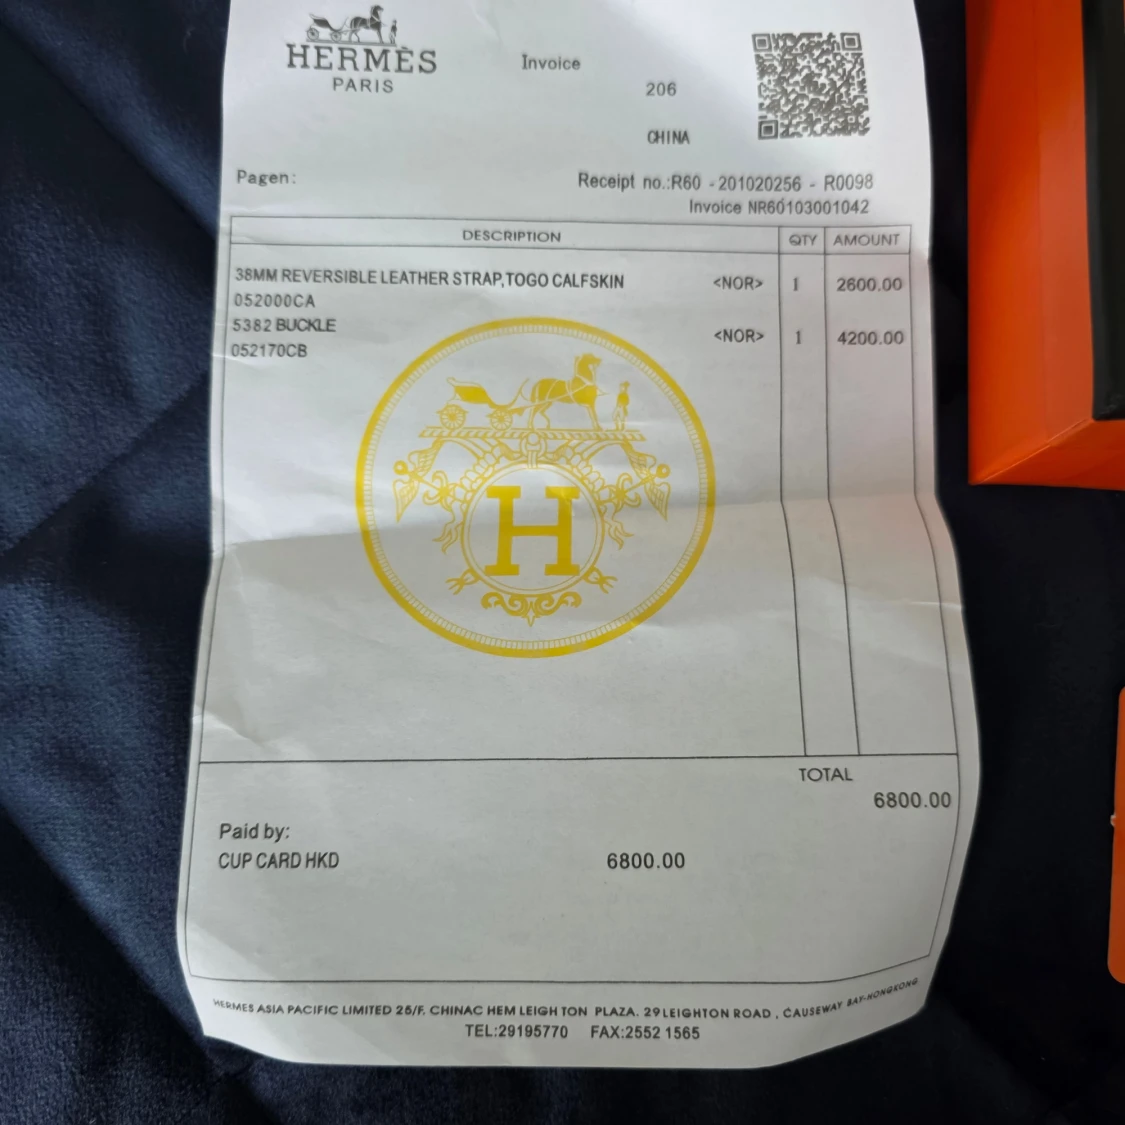 HERMÈS
PARIS
Invoice
206
CHINA
Pagen:
Receipt no.:R60 - 201020256 - R0098
Invoice NR60103001042
DESCRIPTION QTY AMOUNT
38MM REVERSIBLE LEATHER STRAP,TOGO CALFSKIN <NOR> 1 2600.00
052000CA
5382 BUCKLE <NOR> 1 4200.00
052170CB
H
TOTAL
6800.00
Paid by:
CUP CARD HKD 6800.00
HERMES ASIA PACIFIC LIMITED 25/F. CHINAC HEM LEIGH TON PLAZA. 29 LEIGHTON ROAD , CAUSEWAY BAY-HONGKONG
TEL:29195770 FAX:2552 1565